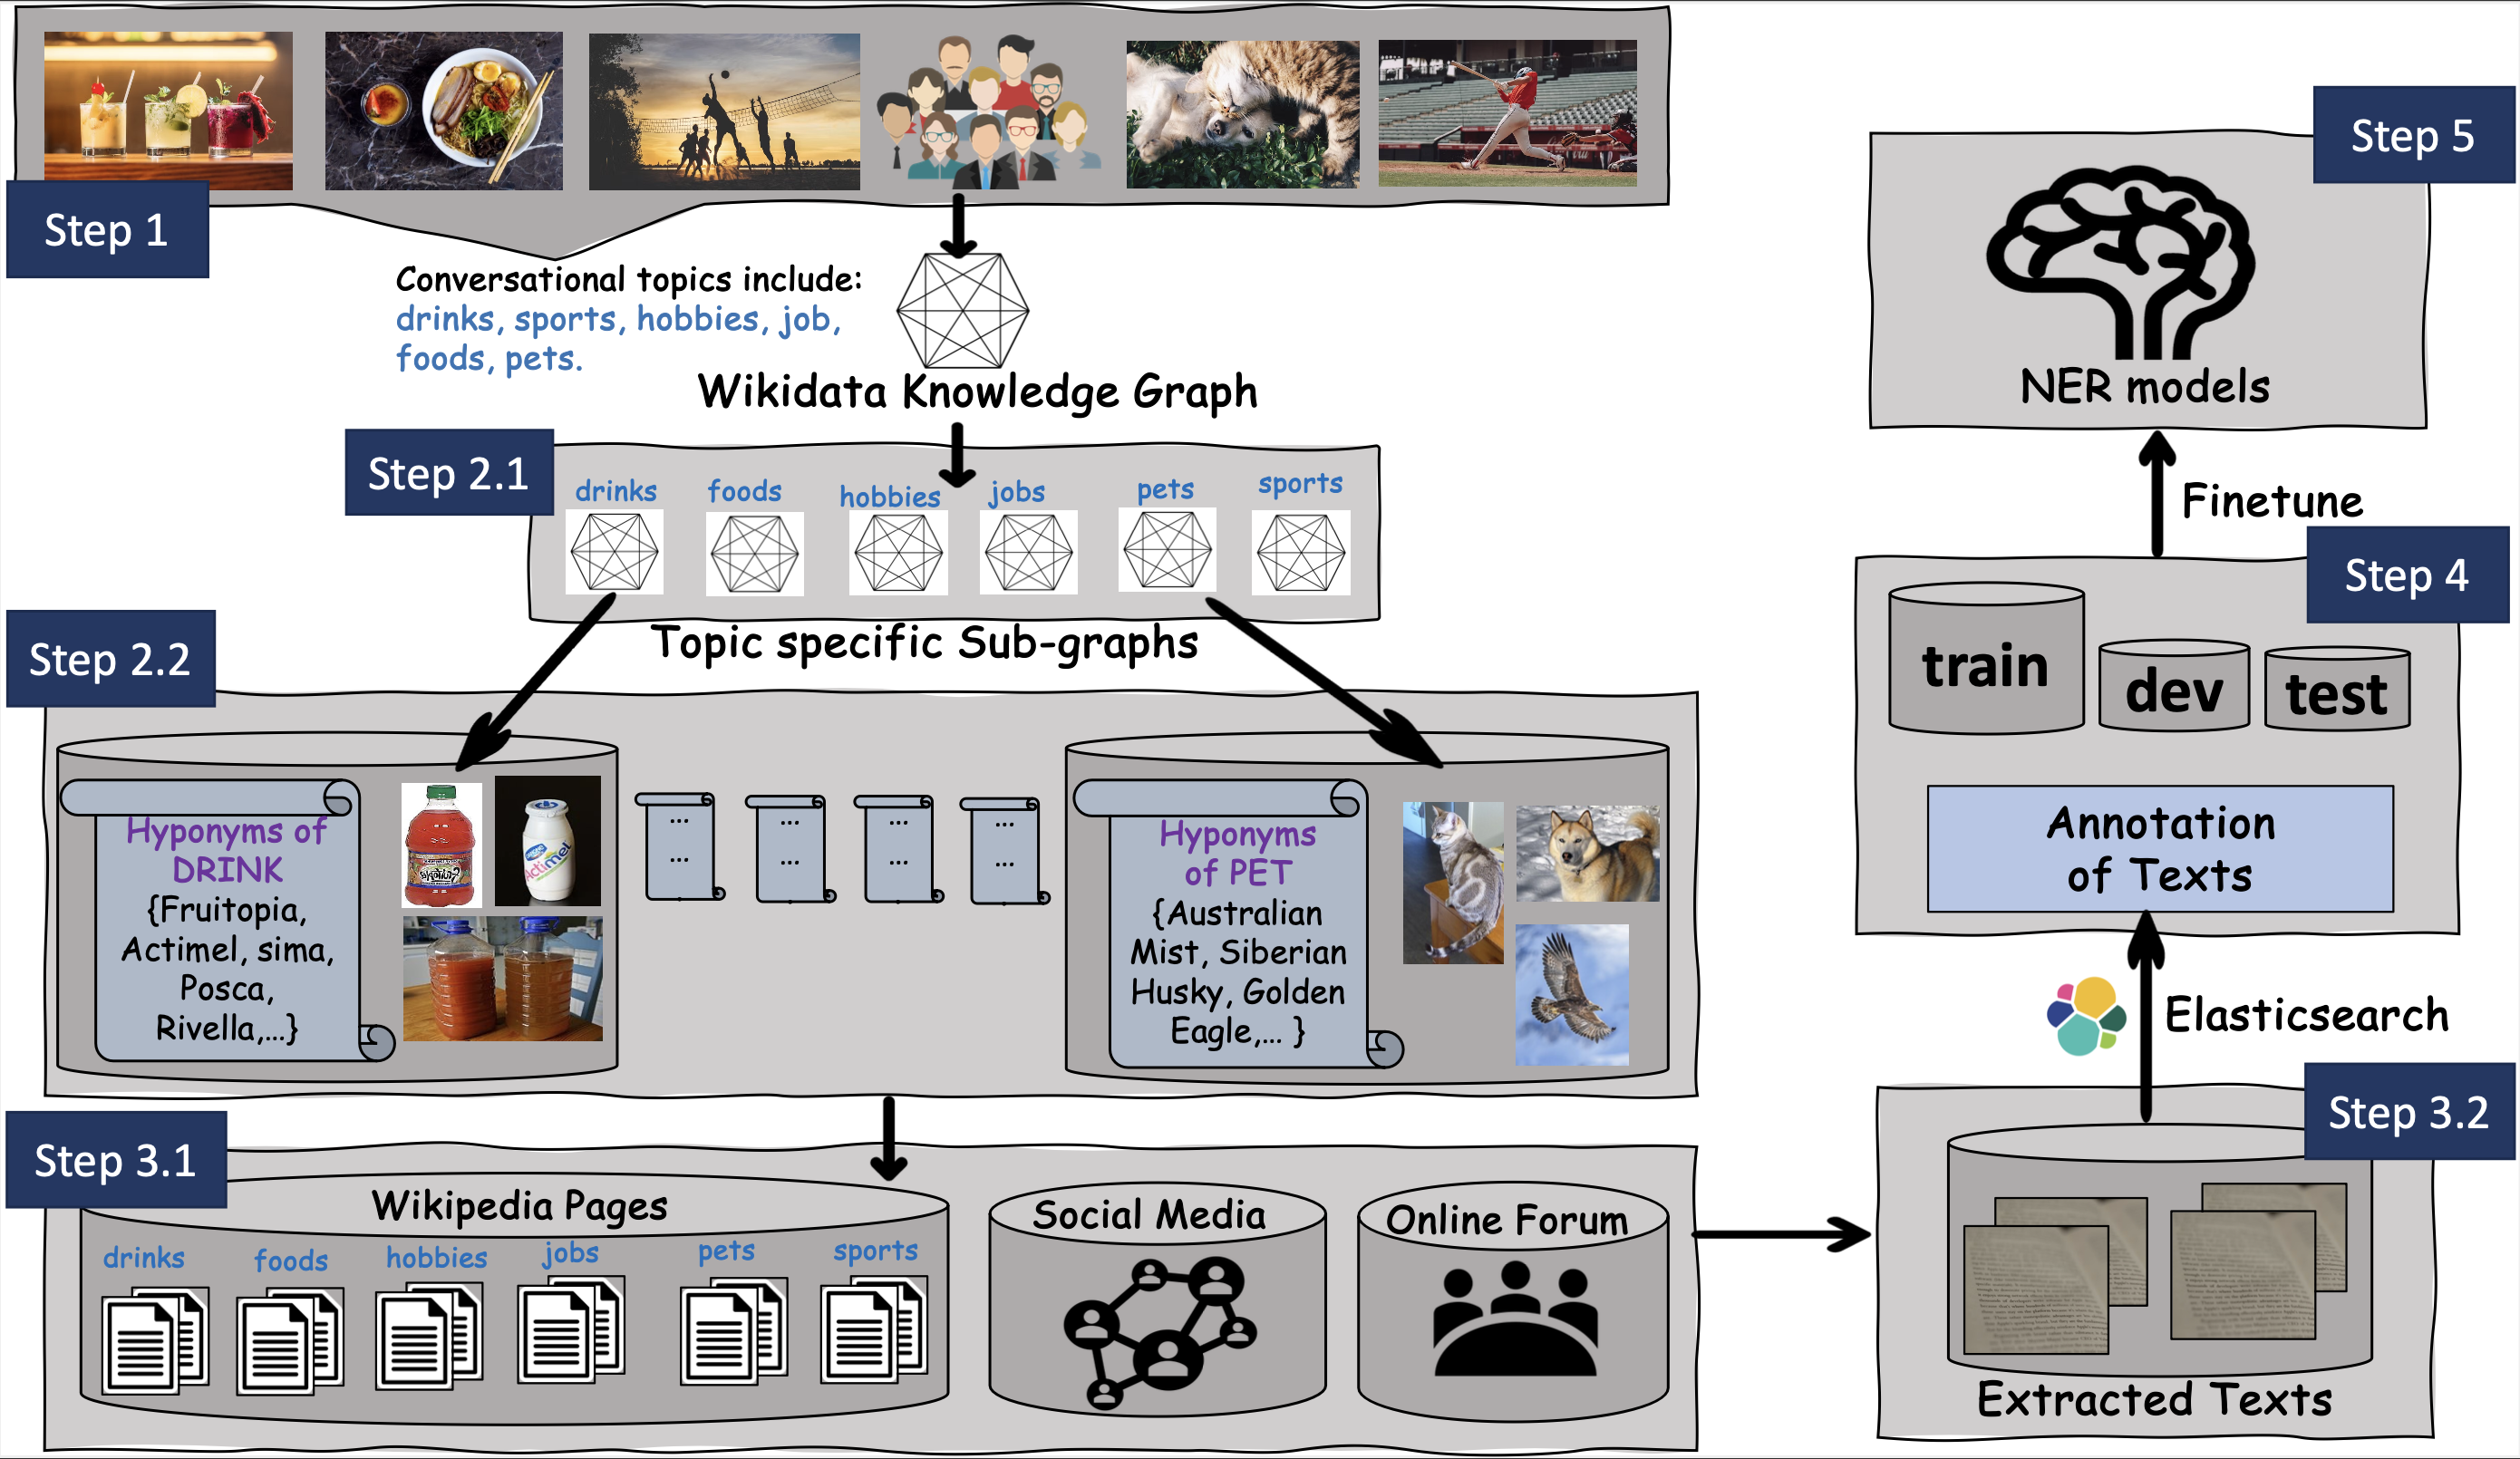 Step 1
Conversational topics include:
drinks, sports, hobbies, job,
foods, pets.
Wikidata Knowledge Graph
Step 2.1
drinks
foods
hobbies
jobs
pets
sports
Topic specific Sub-graphs
Step 2.2
Hyponyms of
DRINK
{Fruitopia,
Actimel, sima,
Posca,
Rivella,...}
Actimel
...
...
...
...
...
...
...
...
Hyponyms
of PET
{Australian
Mist, Siberian
Husky, Golden
Eagle,... }
Step 3.1
Wikipedia Pages
drinks
foods
hobbies
jobs
pets
sports
Social Media
Online Forum
Step 3.2
Extracted Texts
Elasticsearch
Step 4
train
dev
test
Annotation
of Texts
Finetune
Step 5
NER models